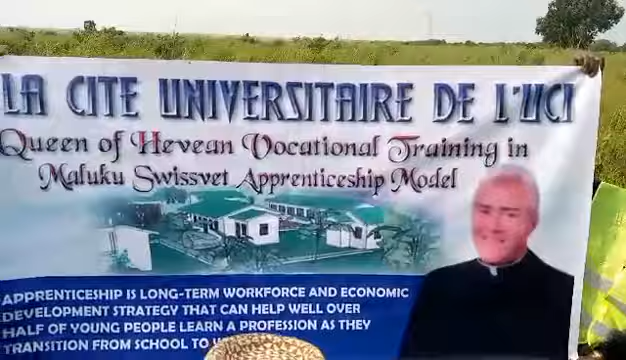 LA CITE UNIVERSITAIRE DE L'UCI
Queen of Hevean Vocational Training in
Maluku Swissvet Apprenticeship Model
APPRENTICESHIP IS LONG-TERM WORKFORCE AND ECONOMIC
DEVELOPMENT STRATEGY THAT CAN HELP WELL OVER
HALF OF YOUNG PEOPLE LEARN A PROFESSION AS THEY
TRANSITION FROM SCHOOL TO